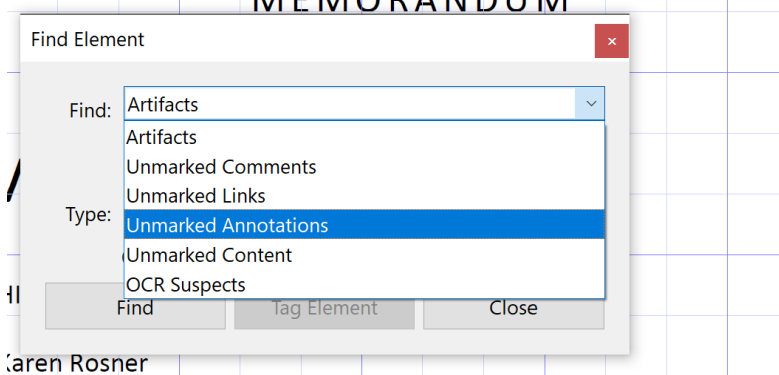 MEMORANDUM
Find Element
Find: Artifacts
Artifacts
Unmarked Comments
Unmarked Links
Type:
Unmarked Annotations
Unmarked Content
OCR Suspects
Find Tag Element Close
Karen Rosner